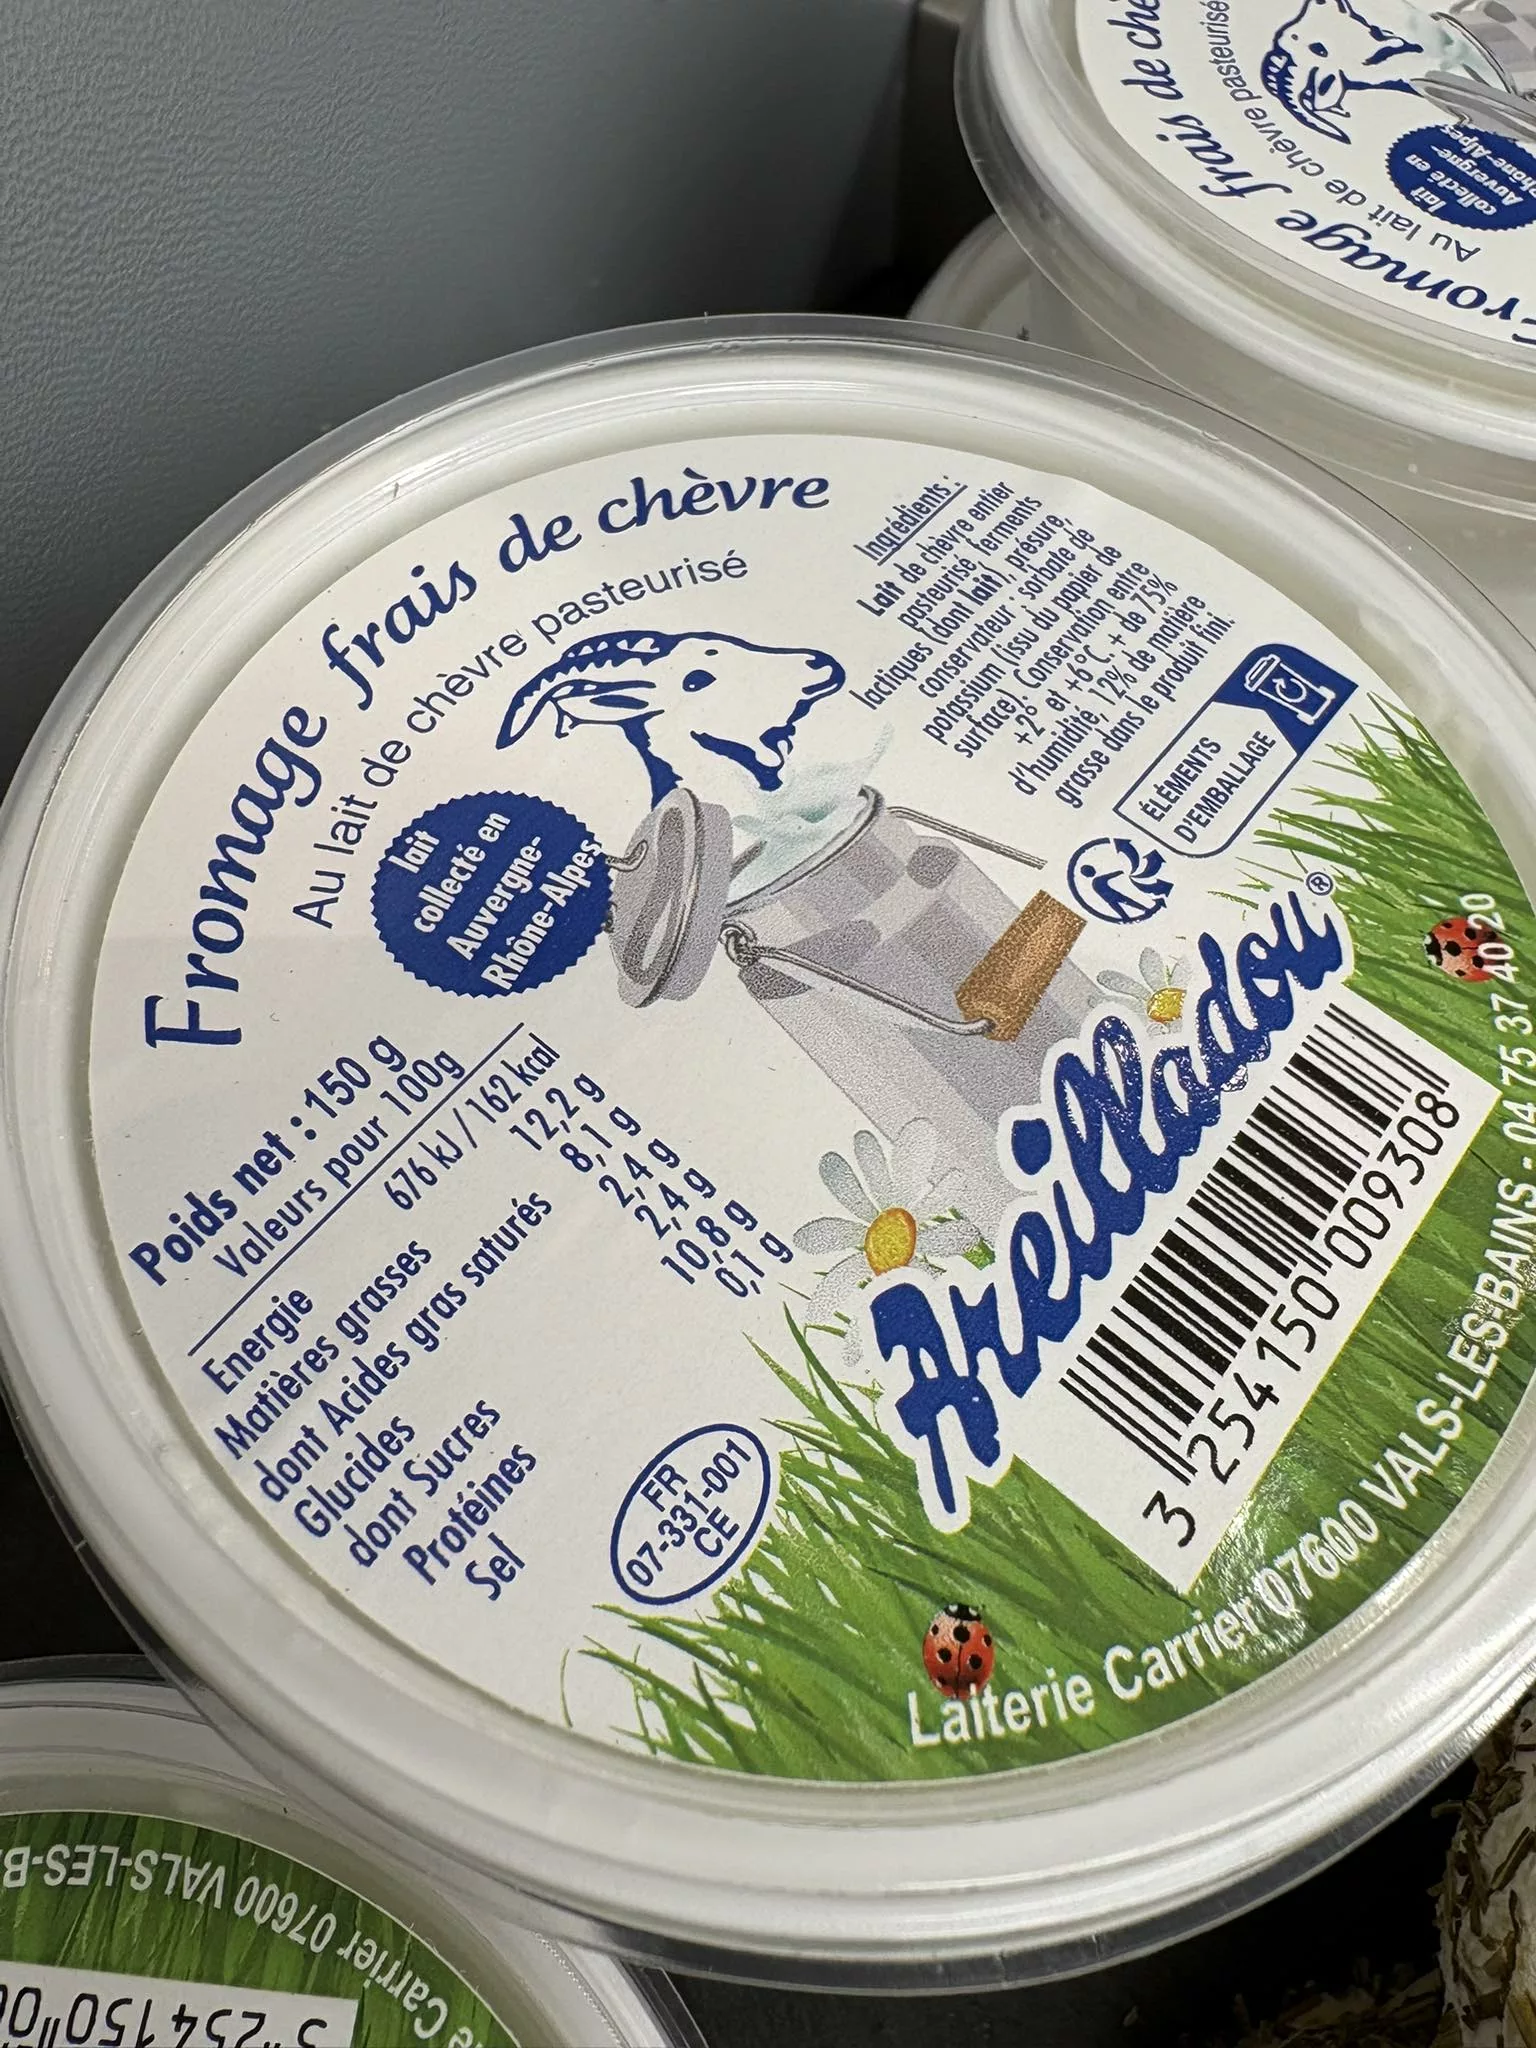 Fromage frais de chèvre
Au lait de chèvre pasteurisé
lait
collecté en
Auvergne-
Rhône-Alpes
Ingrédients :
Lait de chèvre entier
pasteurisé, ferments
lactiques (dont lait), présure,
conservateur : sorbate de
potassium (issu du papier de
surface). Conservation entre
+2° et +6°C + de 75%
d'humidité, 12% de matière
grasse dans le produit fini.
ÉLÉMENTS
D'EMBALLAGE
Poids net : 150 g
Valeurs pour 100g
Energie 676 kJ / 162 kcal
Matières grasses 12,2 g
dont Acides gras saturés 8,1 g
Glucides 2,4 g
dont Sucres 2,4 g
Protéines 10,8 g
Sel 0,1 g
FR
07-331-001
CE
Areilladou®
3 254150 009308
Laiterie Carrier 07600 VALS-LES-BAINS - 04 75 37 40 20
Fromage frais de chè
Au lait de chèvre pasteurisé
lait
collecté en
Auvergne-
Rhône-Alpes
e Carrier 07600 VALS-LES-B
3 254150 00